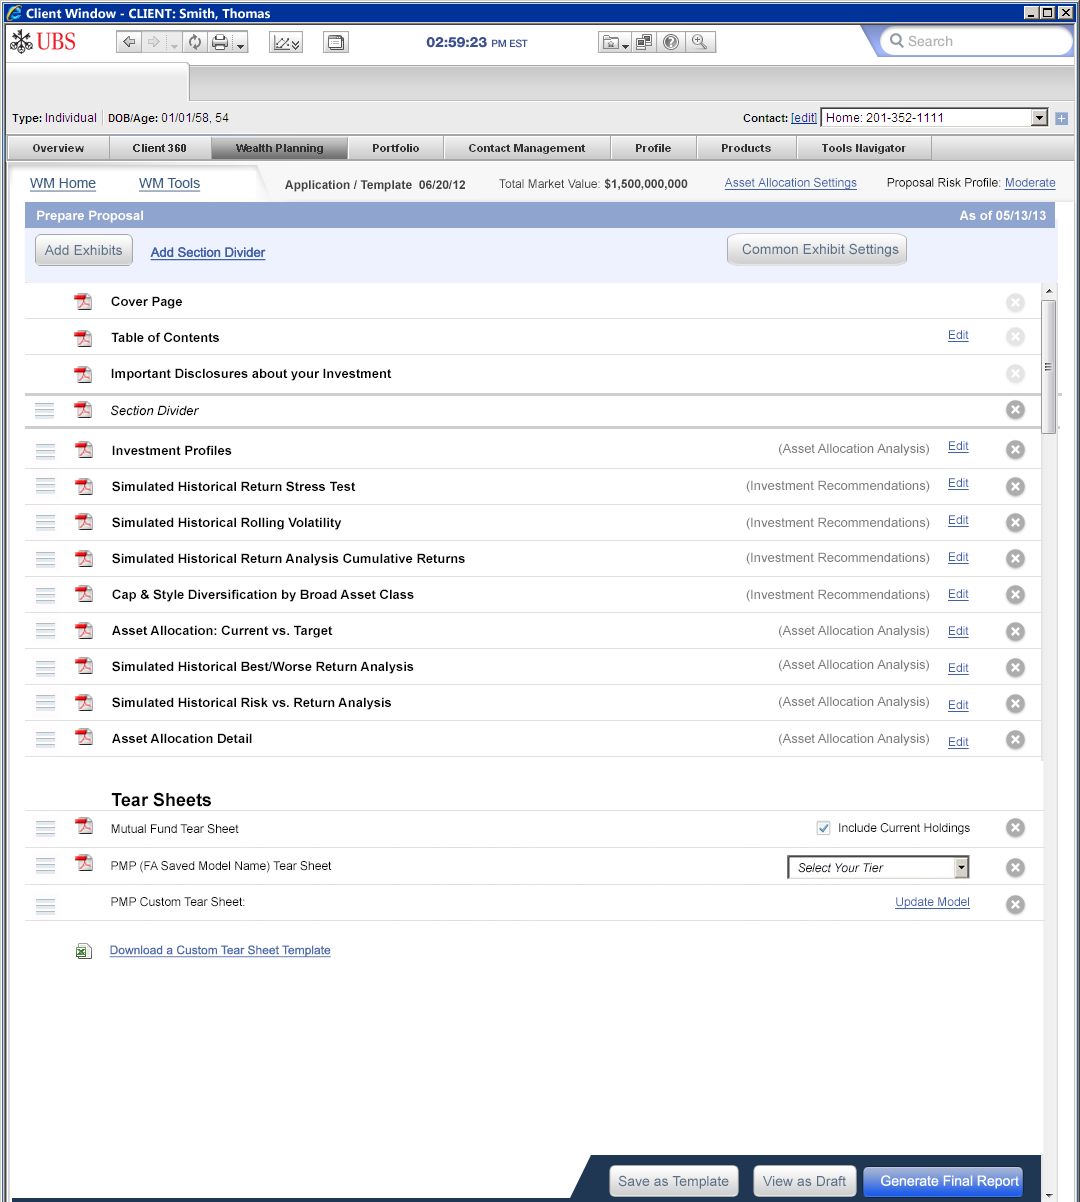 Client Window - CLIENT: Smith, Thomas
UBS
02:59:23 PM EST
Search
Type: Individual DOB/Age: 01/01/58, 54
Contact: [edit] Home: 201-352-1111
Overview Client 360 Wealth Planning Portfolio Contact Management Profile Products Tools Navigator
WM Home WM Tools Application / Template 06/20/12 Total Market Value: $1,500,000,000 Asset Allocation Settings Proposal Risk Profile: Moderate
Prepare Proposal As of 05/13/13
Add Exhibits Add Section Divider Common Exhibit Settings
Cover Page
Table of Contents Edit
Important Disclosures about your Investment
Section Divider
Investment Profiles (Asset Allocation Analysis) Edit
Simulated Historical Return Stress Test (Investment Recommendations) Edit
Simulated Historical Rolling Volatility (Investment Recommendations) Edit
Simulated Historical Return Analysis Cumulative Returns (Investment Recommendations) Edit
Cap & Style Diversification by Broad Asset Class (Investment Recommendations) Edit
Asset Allocation: Current vs. Target (Asset Allocation Analysis) Edit
Simulated Historical Best/Worse Return Analysis (Asset Allocation Analysis) Edit
Simulated Historical Risk vs. Return Analysis (Asset Allocation Analysis) Edit
Asset Allocation Detail (Asset Allocation Analysis) Edit
Tear Sheets
Mutual Fund Tear Sheet Include Current Holdings
PMP (FA Saved Model Name) Tear Sheet Select Your Tier
PMP Custom Tear Sheet: Update Model
Download a Custom Tear Sheet Template
Save as Template View as Draft Generate Final Report